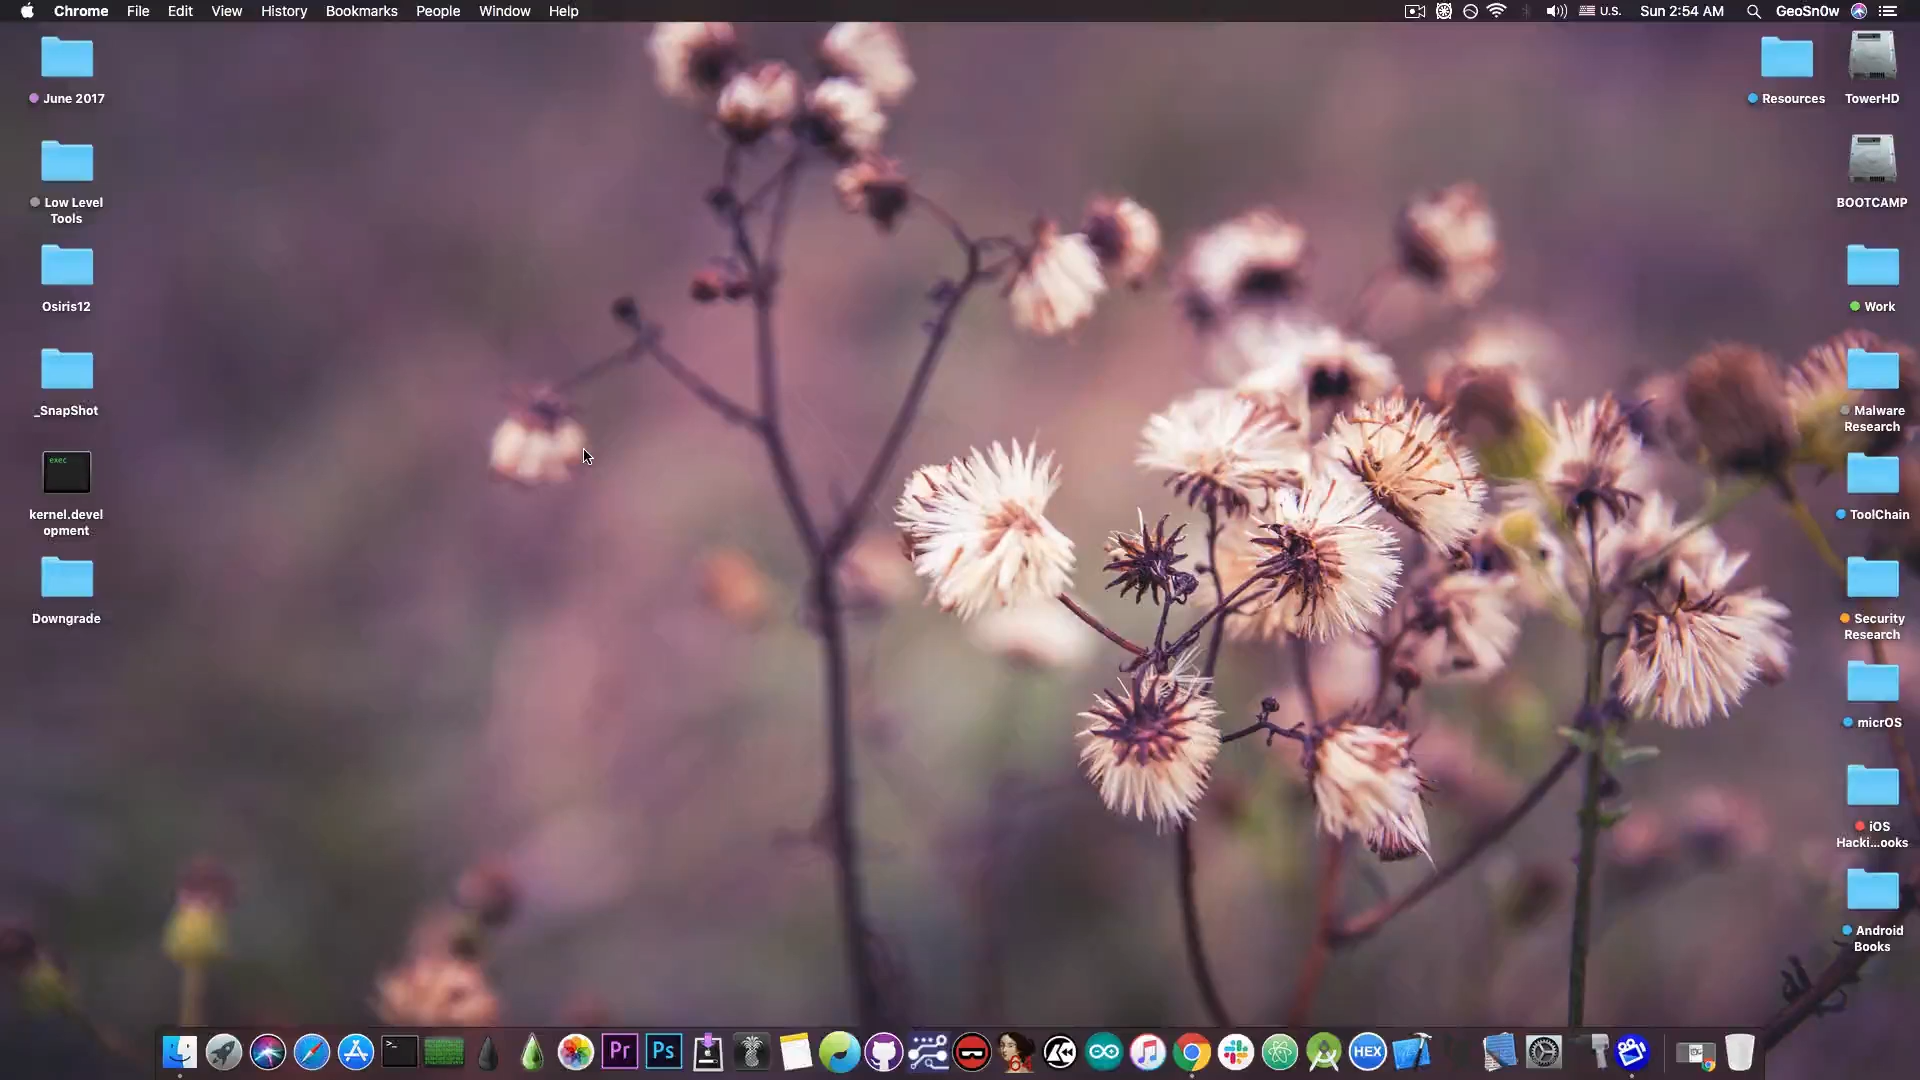 Chrome File Edit View History Bookmarks People Window Help
U.S. Sun 2:54 AM GeoSn0w
June 2017
Low Level
Tools
Osiris12
_SnapShot
exec
kernel.devel
opment
Downgrade
Resources
TowerHD
BOOTCAMP
Work
Malware
Research
ToolChain
Security
Research
micrOS
iOS
Hacki...ooks
Android
Books
>_
Pr
Ps
64
HEX